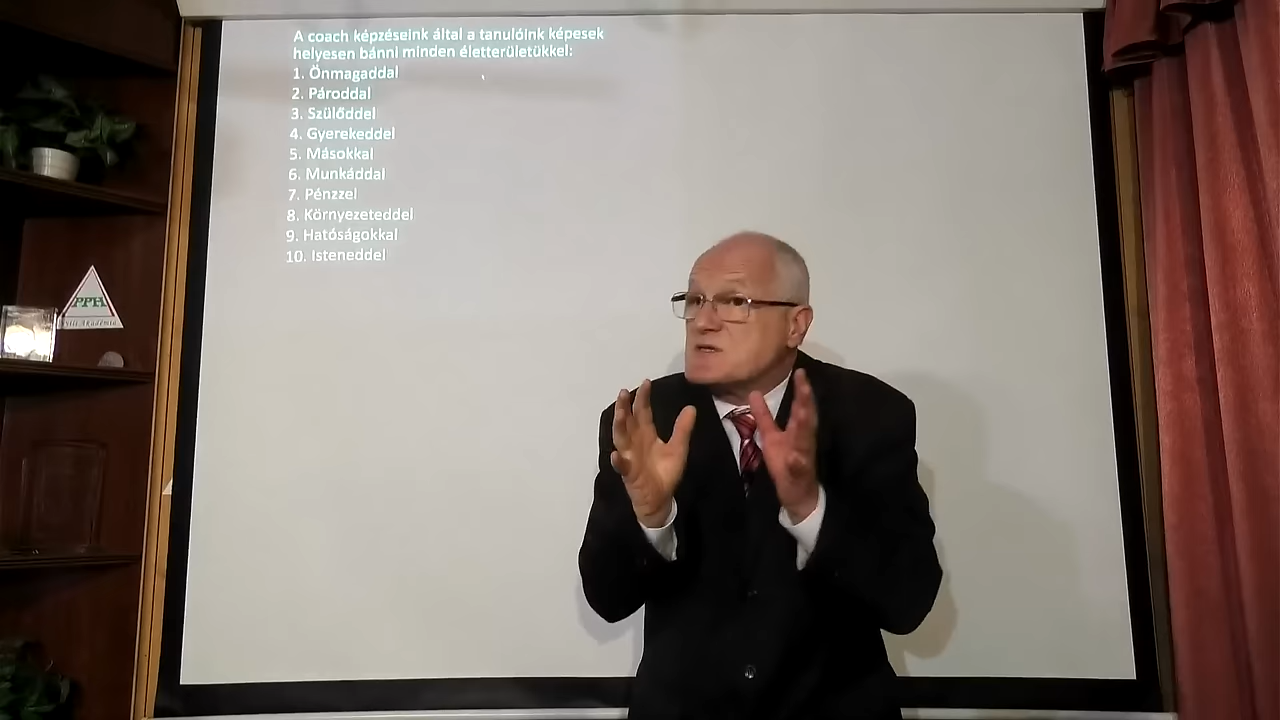 A coach képzéseink által a tanulóink képesek
helyesen bánni minden életterületükkel:
1. Önmagaddal
2. Pároddal
3. Szülőddel
4. Gyerekeddel
5. Másokkal
6. Munkáddal
7. Pénzzel
8. Környezeteddel
9. Hatóságokkal
10. Isteneddel
PPH
Akadémia